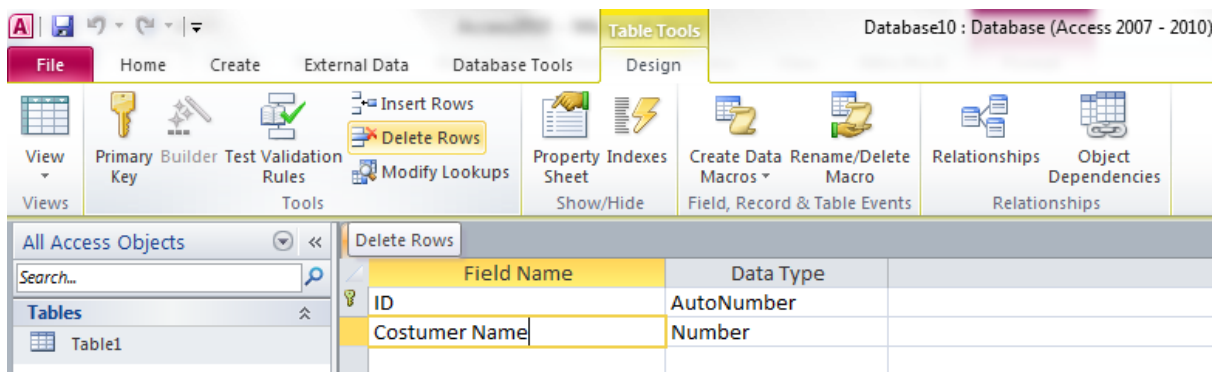 A
Table Tools
Database10 : Database (Access 2007 - 2010)
File Home Create External Data Database Tools Design
Insert Rows
Delete Rows
Modify Lookups
View Primary Key Builder Test Validation Rules Property Sheet Indexes Create Data Macros Rename/Delete Macro Relationships Object Dependencies
Views Tools Show/Hide Field, Record & Table Events Relationships
All Access Objects
Delete Rows
Search...
Field Name Data Type
Tables
ID AutoNumber
Table1
Costumer Name Number